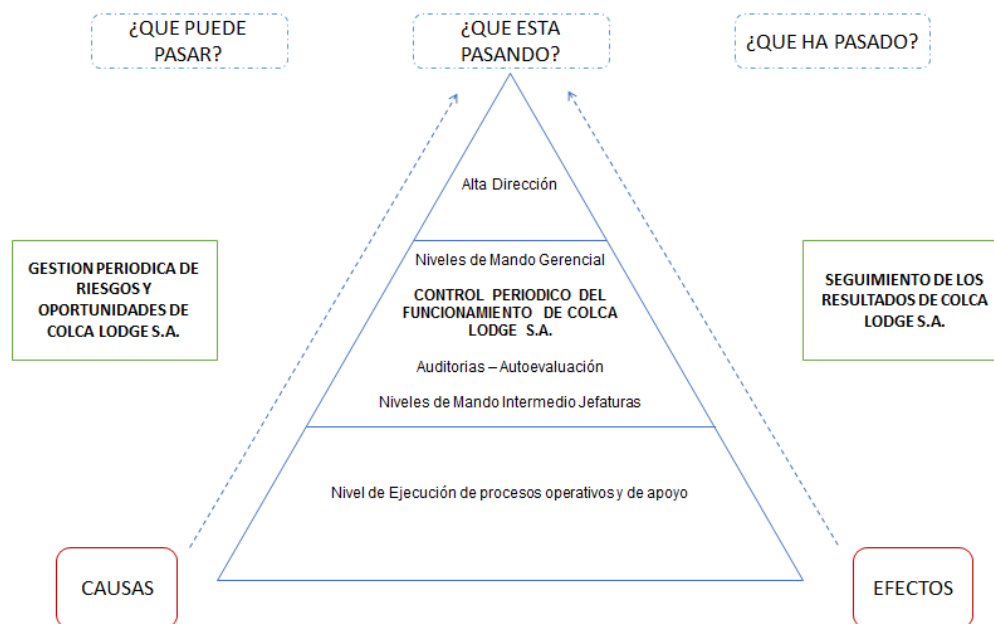 ¿QUE PUEDE
PASAR?
¿QUE ESTA
PASANDO?
¿QUE HA PASADO?
Alta Dirección
GESTION PERIODICA DE
RIESGOS Y
OPORTUNIDADES DE
COLCA LODGE S.A.
Niveles de Mando Gerencial
CONTROL PERIODICO DEL
FUNCIONAMIENTO DE COLCA
LODGE S.A.
Auditorias – Autoevaluación
Niveles de Mando Intermedio Jefaturas
SEGUIMIENTO DE LOS
RESULTADOS DE COLCA
LODGE S.A.
Nivel de Ejecución de procesos operativos y de apoyo
CAUSAS
EFECTOS